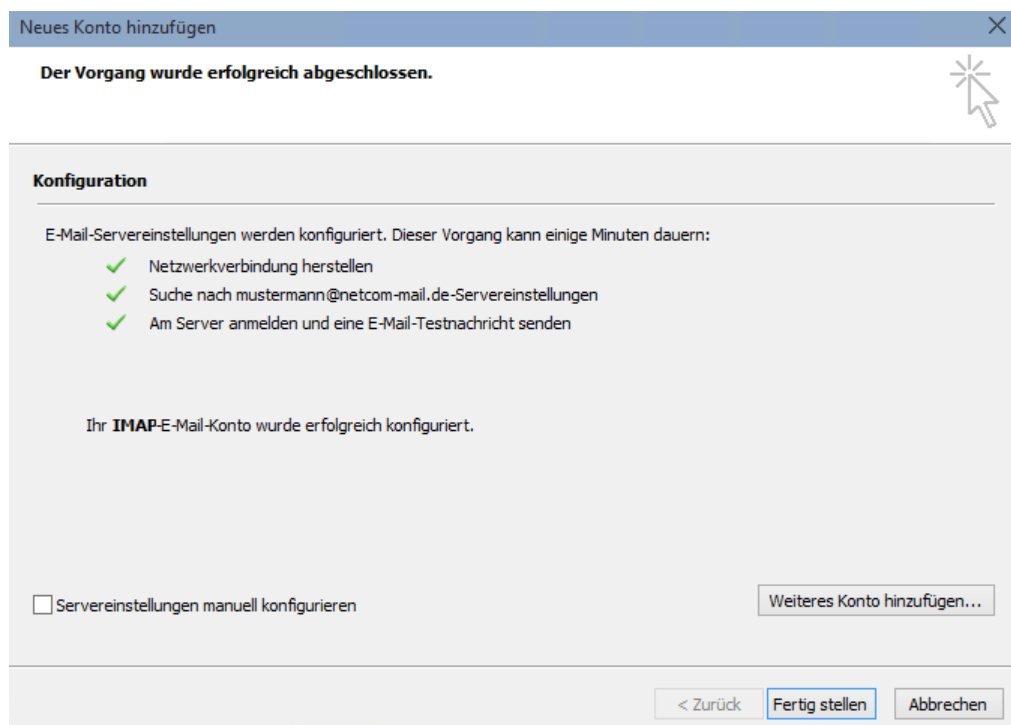 Neues Konto hinzufügen
Der Vorgang wurde erfolgreich abgeschlossen.
Konfiguration
E-Mail-Servereinstellungen werden konfiguriert. Dieser Vorgang kann einige Minuten dauern:
Netzwerkverbindung herstellen
Suche nach mustermann@netcom-mail.de-Servereinstellungen
Am Server anmelden und eine E-Mail-Testnachricht senden
Ihr IMAP-E-Mail-Konto wurde erfolgreich konfiguriert.
Servereinstellungen manuell konfigurieren
Weiteres Konto hinzufügen...
< Zurück
Fertig stellen
Abbrechen